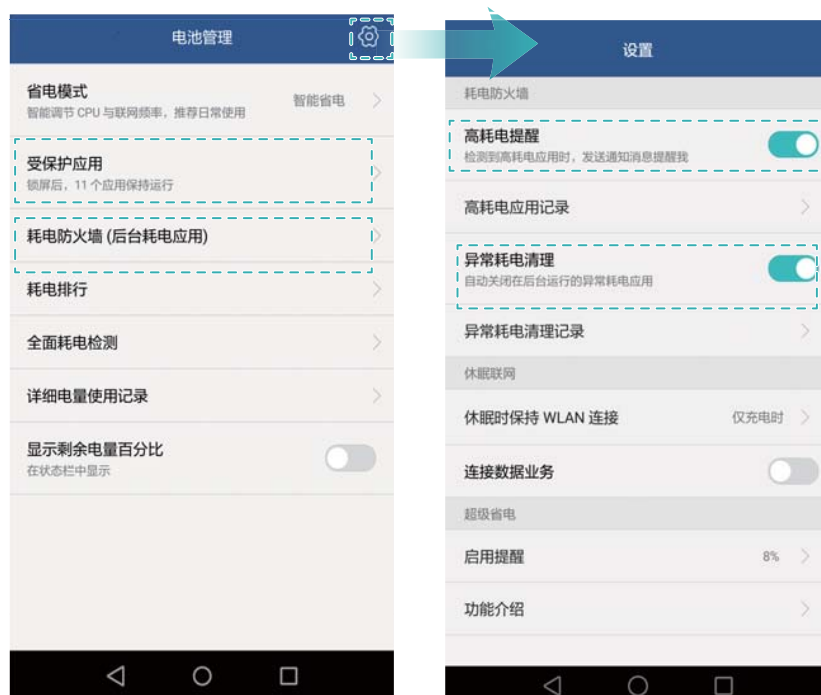 电池管理
省电模式
智能调节 CPU 与联网频率，推荐日常使用
智能省电
受保护应用
锁屏后，11 个应用保持运行
耗电防火墙 (后台耗电应用)
耗电排行
全面耗电检测
详细电量使用记录
显示剩余电量百分比
在状态栏中显示
设置
耗电防火墙
高耗电提醒
检测到高耗电应用时，发送通知消息提醒我
高耗电应用记录
异常耗电清理
自动关闭在后台运行的异常耗电应用
异常耗电清理记录
休眠联网
休眠时保持 WLAN 连接
仅充电时
连接数据业务
超级省电
启用提醒
8%
功能介绍